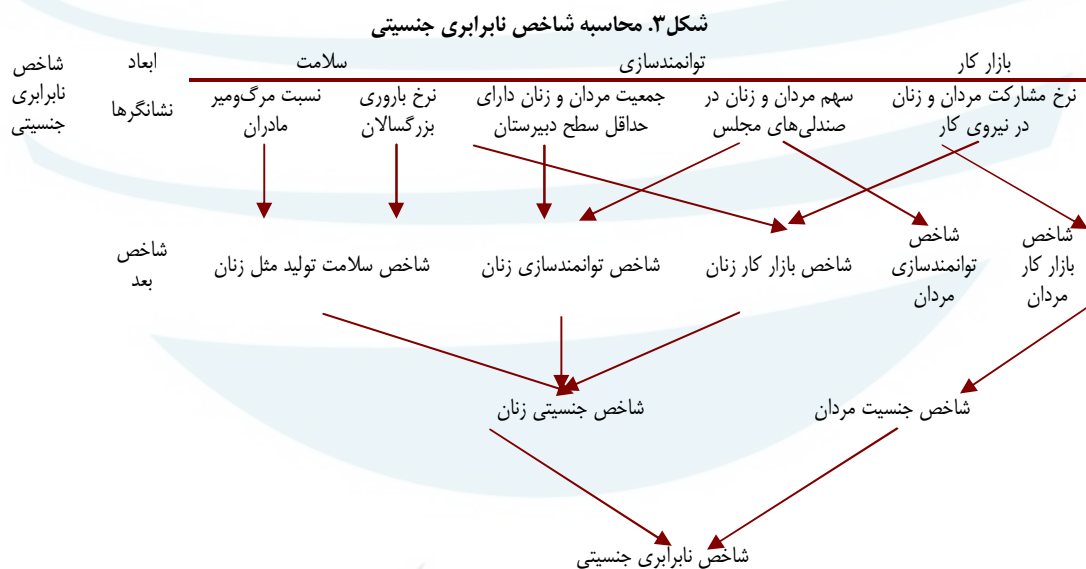 شکل۳. محاسبه شاخص نابرابری جنسیتی
بازار کار
توانمندسازی
سلامت
ابعاد
شاخص
نابرابری
جنسیتی
نرخ مشارکت مردان و زنان
در نیروی کار
سهم مردان و زنان در
صندلی‌های مجلس
جمعیت مردان و زنان دارای
حداقل سطح دبیرستان
نرخ باروری
بزرگسالان
نسبت مرگ‌ومیر
مادران
نشانگرها
شاخص
بازار کار
مردان
شاخص
توانمندسازی
مردان
شاخص بازار کار زنان
شاخص توانمندسازی زنان
شاخص سلامت تولید مثل زنان
شاخص
بعد
شاخص جنسیت مردان
شاخص جنسیتی زنان
شاخص نابرابری جنسیتی